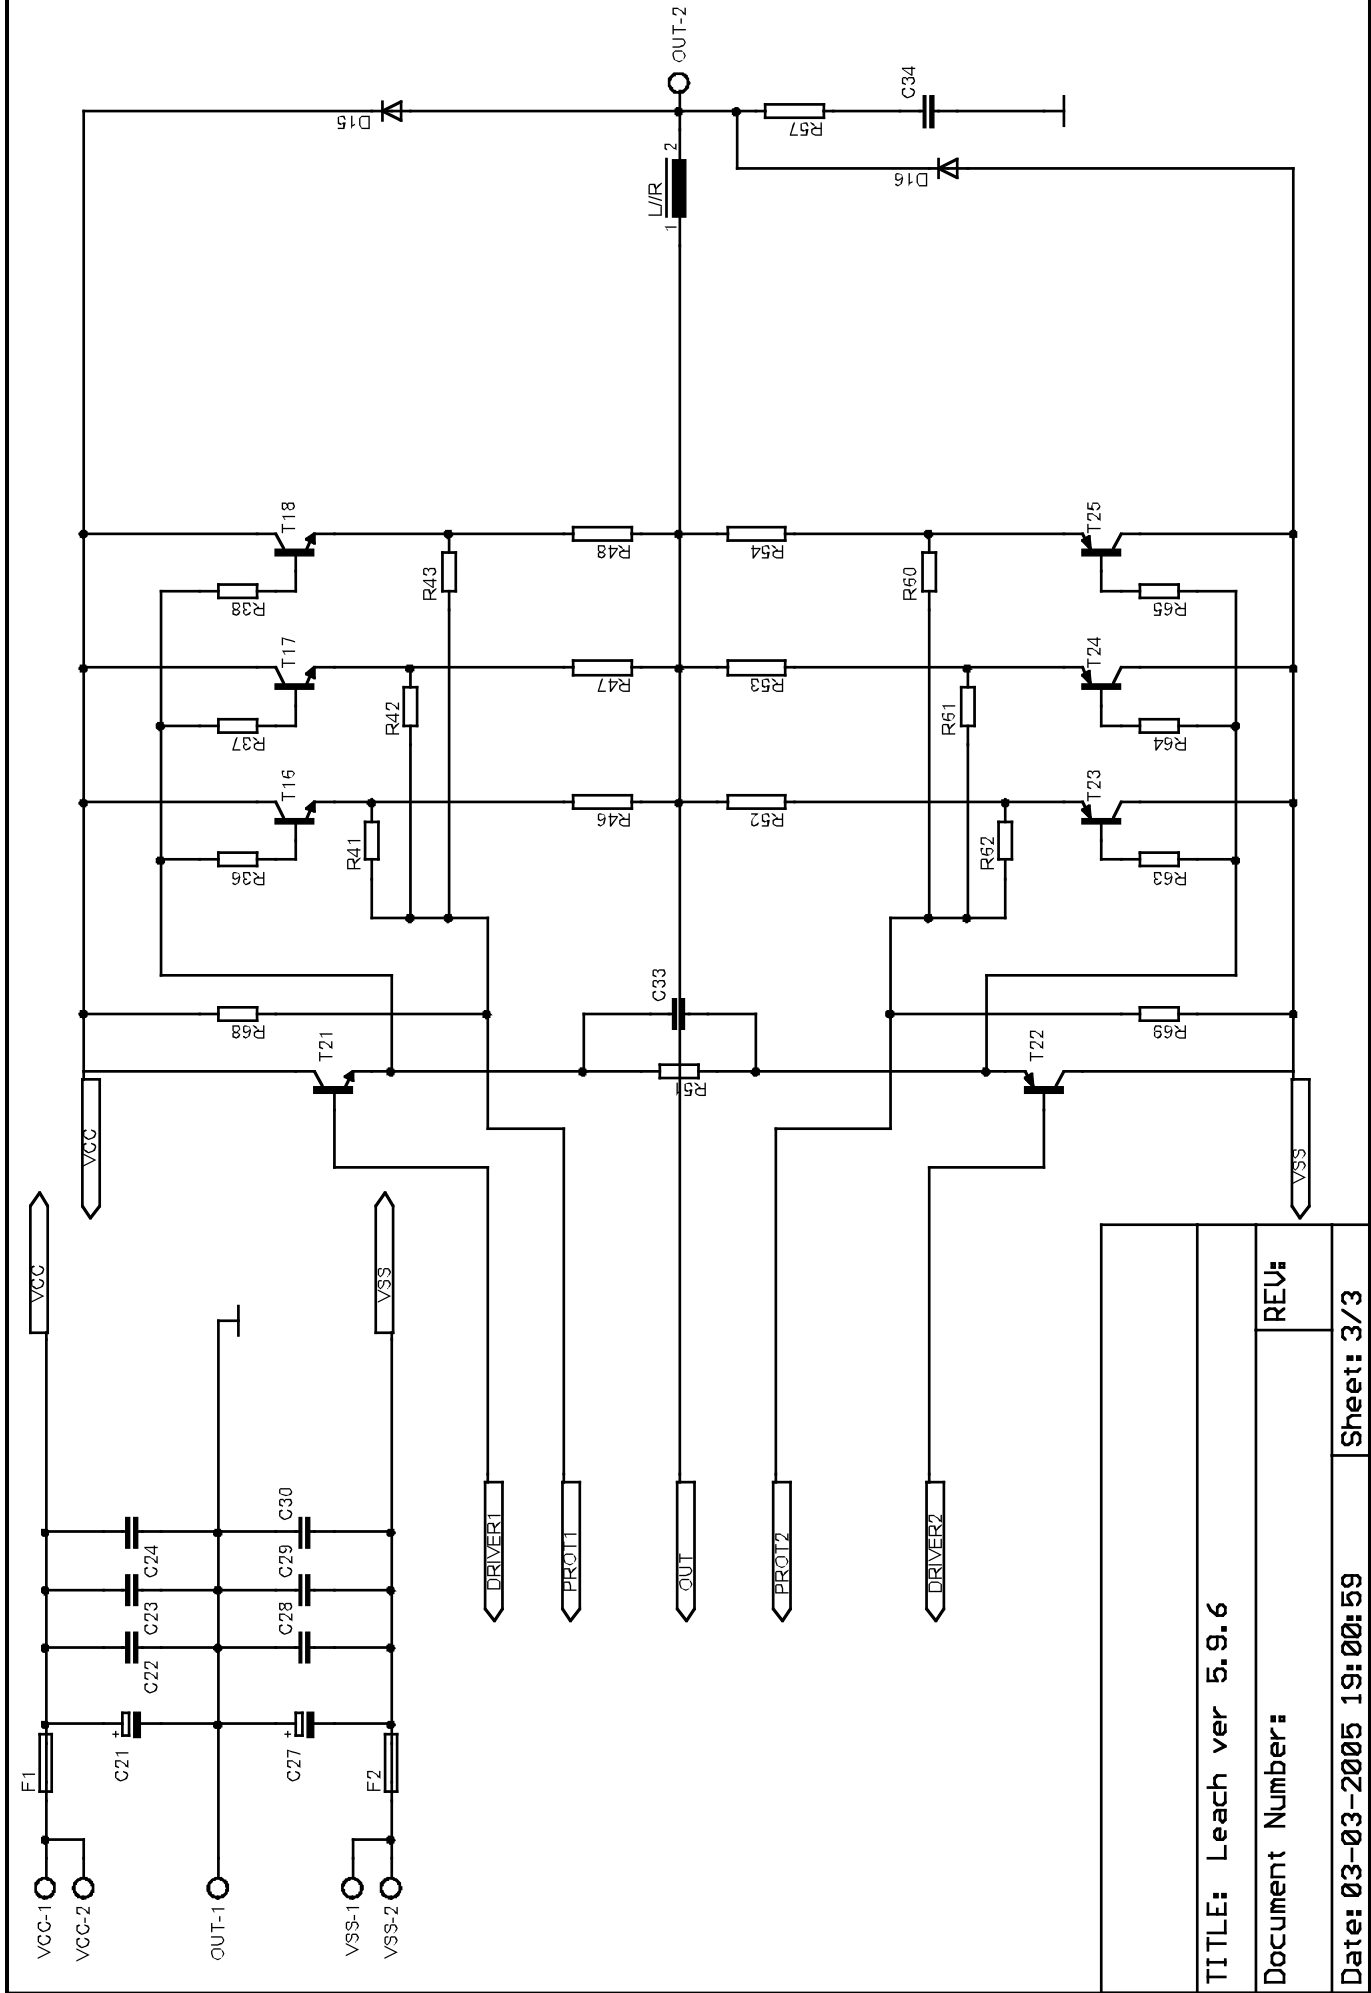 VCC-1
VCC-2
OUT-1
VSS-1
VSS-2
F1
F2
C21
C22
C23
C24
C27
C28
C29
C30
VCC
VSS
DRIVER1
PROT1
OUT
PROT2
DRIVER2
VCC
VSS
T21
T22
R68
R51
C33
R69
R36
R37
R38
T16
T17
T18
R41
R42
R43
R46
R47
R48
R52
R53
R54
R62
R61
R60
T23
T24
T25
R63
R64
R65
1
L//R
2
D15
D16
R57
C34
OUT-2
TITLE: Leach ver 5.9.6
Document Number:
REV:
Date: 03-03-2005 19:00:59
Sheet: 3/3